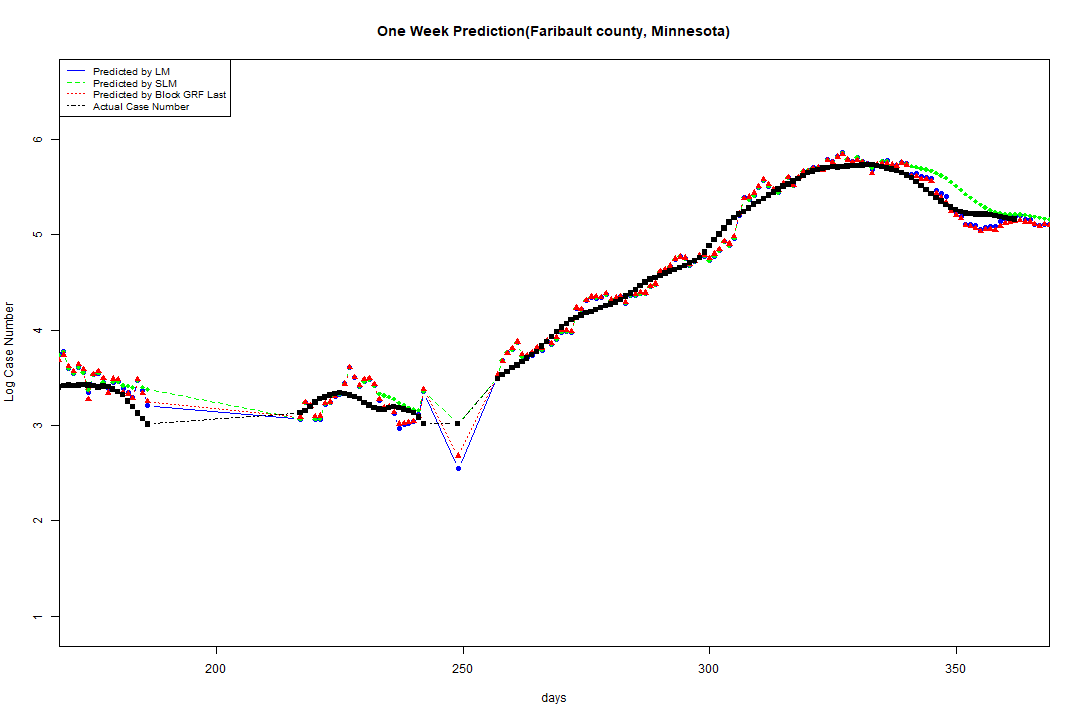 One Week Prediction(Faribault county, Minnesota)
Predicted by LM
Predicted by SLM
Predicted by Block GRF Last
Actual Case Number
Log Case Number
6
5
4
3
2
1
200 250 300 350
days